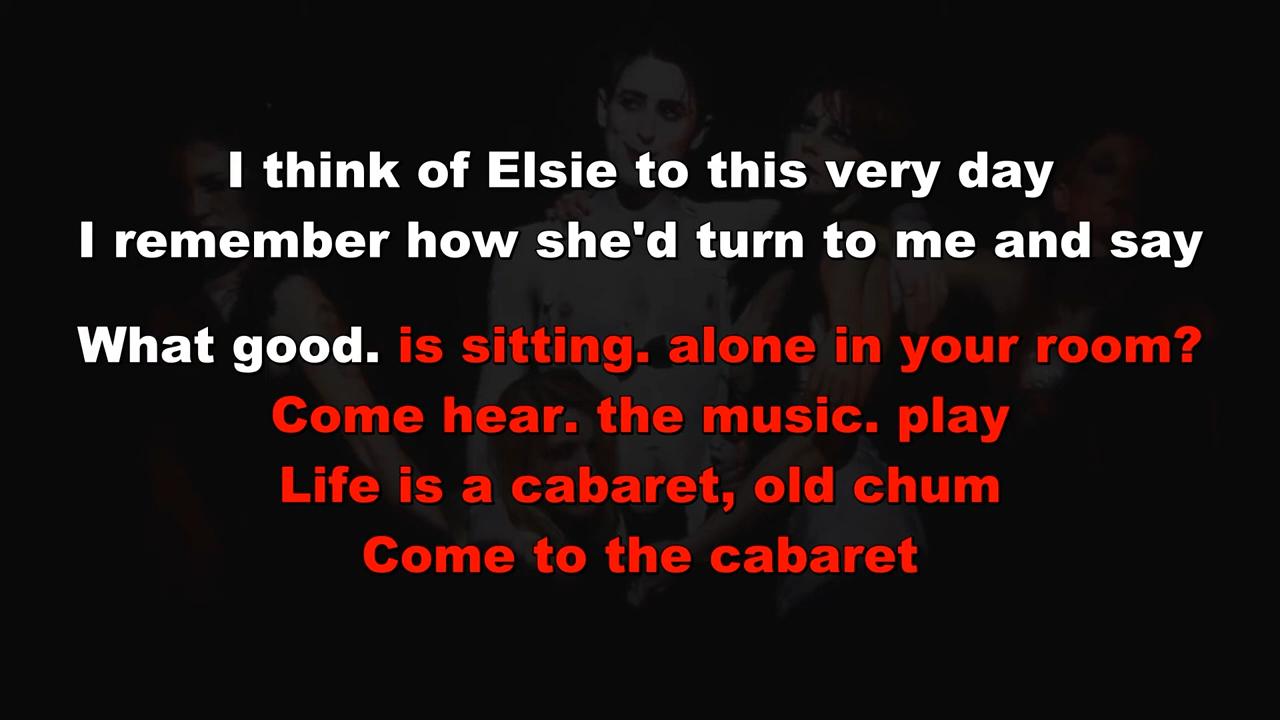 I think of Elsie to this very day
I remember how she'd turn to me and say
What good. is sitting. alone in your room?
Come hear. the music. play
Life is a cabaret, old chum
Come to the cabaret